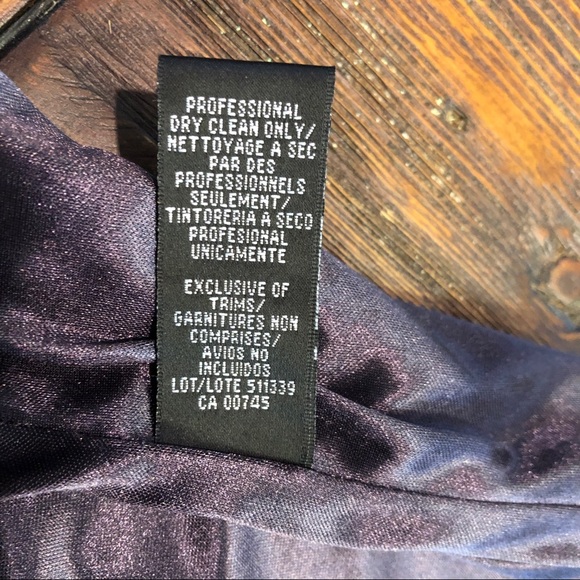 PROFESSIONAL
DRY CLEAN ONLY/
NETTOYAGE A SEC
PAR DES
PROFESSIONNELS
SEULEMENT/
TINTORERIA A SECO
PROFESIONAL
UNICAMENTE
EXCLUSIVE OF
TRIMS/
GARNITURES NON
COMPRISES/
AVIOS NO
INCLUIDOS
LOT/LOTE 511339
CA 00745